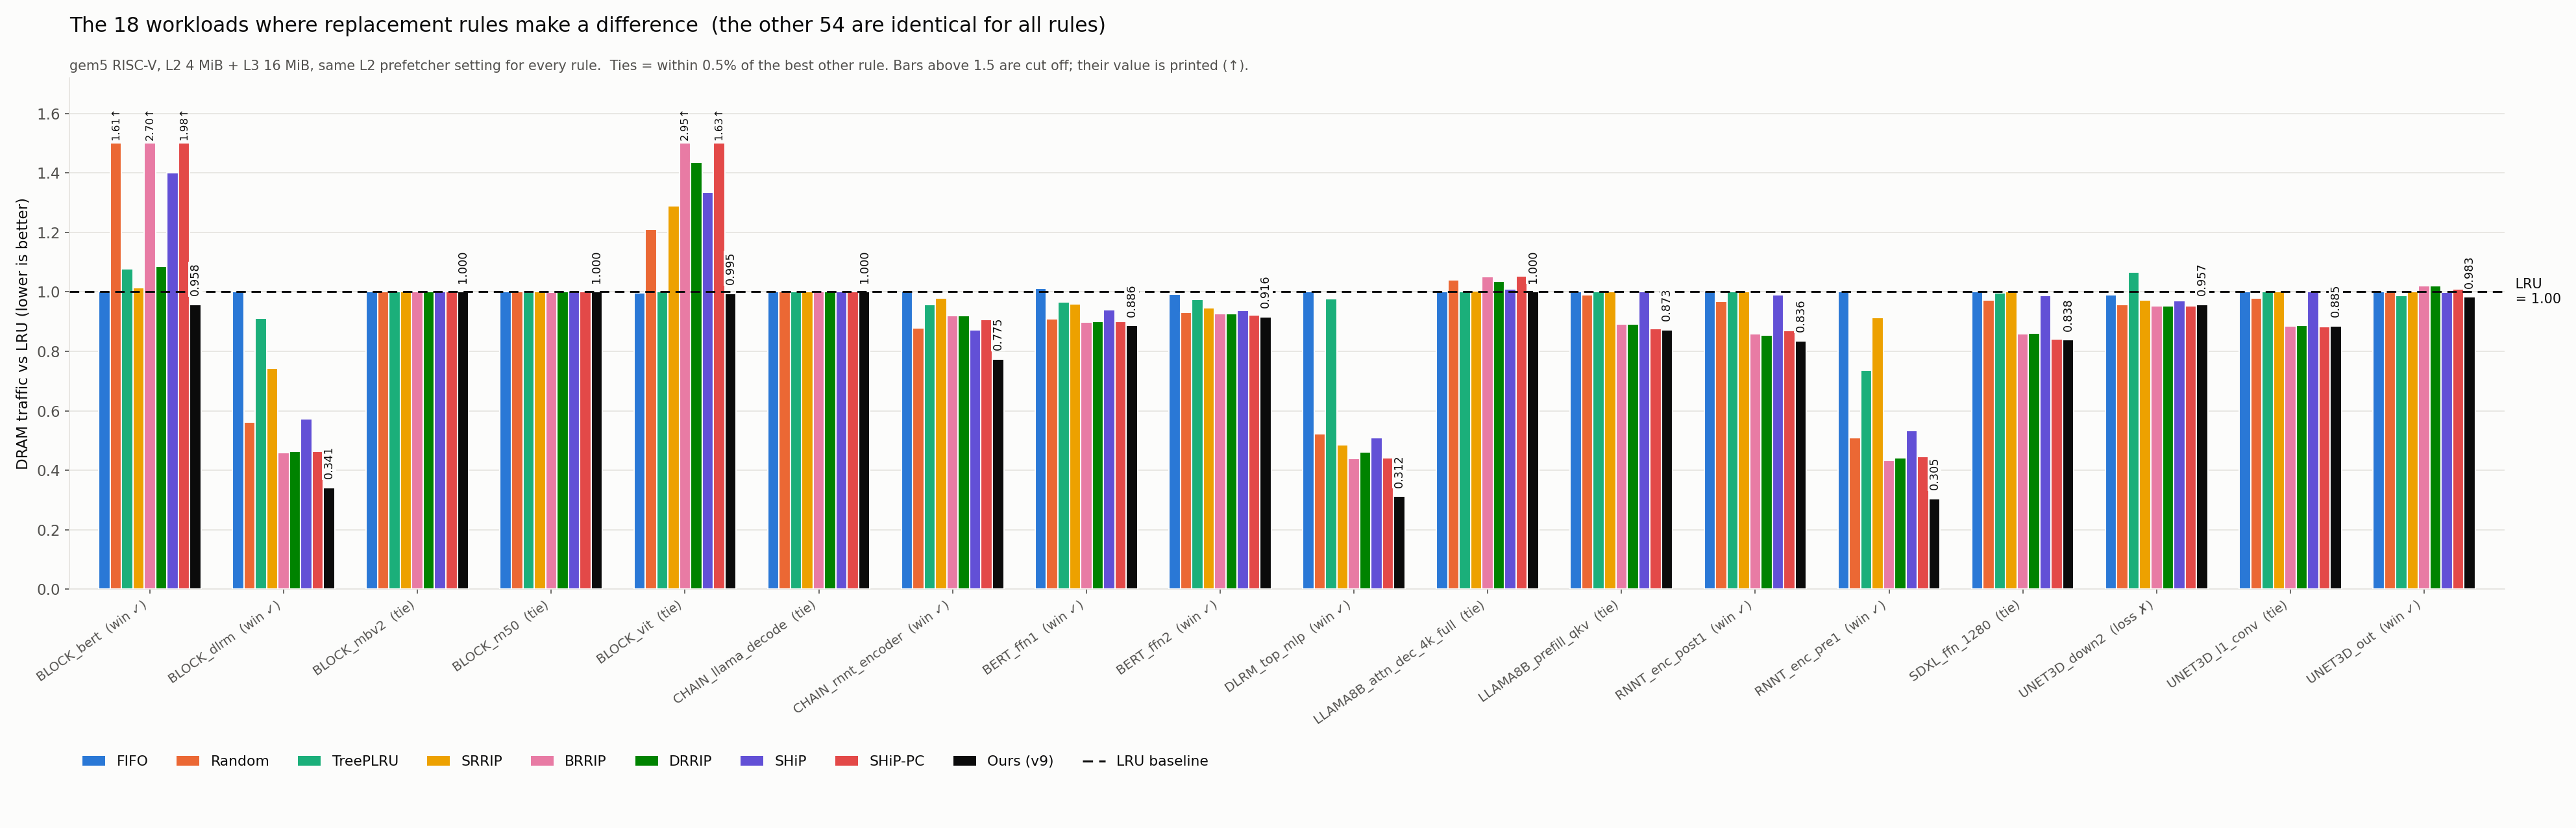 The 18 workloads where replacement rules make a difference  (the other 54 are identical for all rules)
gem5 RISC-V, L2 4 MiB + L3 16 MiB, same L2 prefetcher setting for every rule.  Ties = within 0.5% of the best other rule. Bars above 1.5 are cut off; their value is printed (↑).
DRAM traffic vs LRU (lower is better)
1.6
1.4
1.2
1.0
0.8
0.6
0.4
0.2
0.0
1.61↑
2.70↑
1.98↑
0.958
0.341
1.000
1.000
2.95↑
1.63↑
0.995
1.000
0.775
0.886
0.916
0.312
1.000
0.873
0.836
0.305
0.838
0.957
0.885
0.983
LRU
= 1.00
BLOCK_bert (win ✓)
BLOCK_dlrm (win ✓)
BLOCK_mbv2 (tie)
BLOCK_rn50 (tie)
BLOCK_vit (tie)
CHAIN_llama_decode (tie)
CHAIN_rnnt_encoder (win ✓)
BERT_ffn1 (win ✓)
BERT_ffn2 (win ✓)
DLRM_top_mlp (win ✓)
LLAMA8B_attn_dec_4k_full (tie)
LLAMA8B_prefill_qkv (tie)
RNNT_enc_post1 (win ✓)
RNNT_enc_pre1 (win ✓)
SDXL_ffn_1280 (tie)
UNET3D_down2 (loss ✗)
UNET3D_l1_conv (tie)
UNET3D_out (win ✓)
FIFO
Random
TreePLRU
SRRIP
BRRIP
DRRIP
SHiP
SHiP-PC
Ours (v9)
LRU baseline